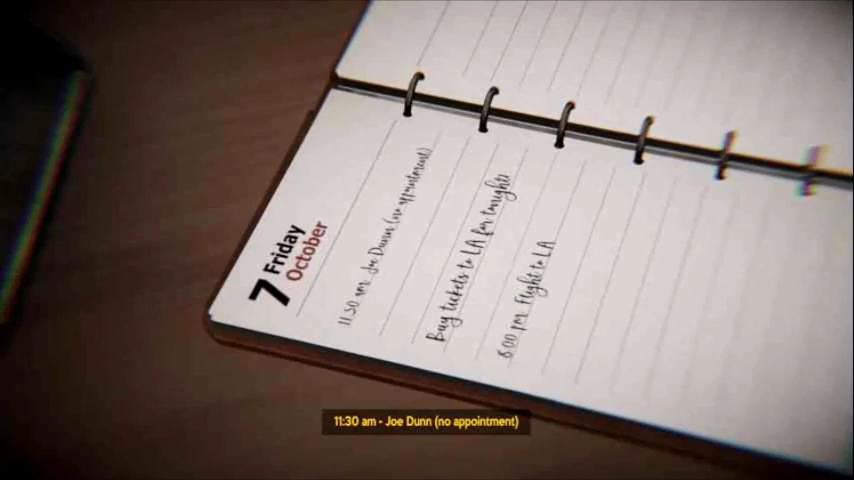 7 Friday
October
11:50 am Joe Dunn (no appointment)
Buy tickets to LA for tonight!
8:00 pm Flight to LA
11:30 am - Joe Dunn (no appointment)